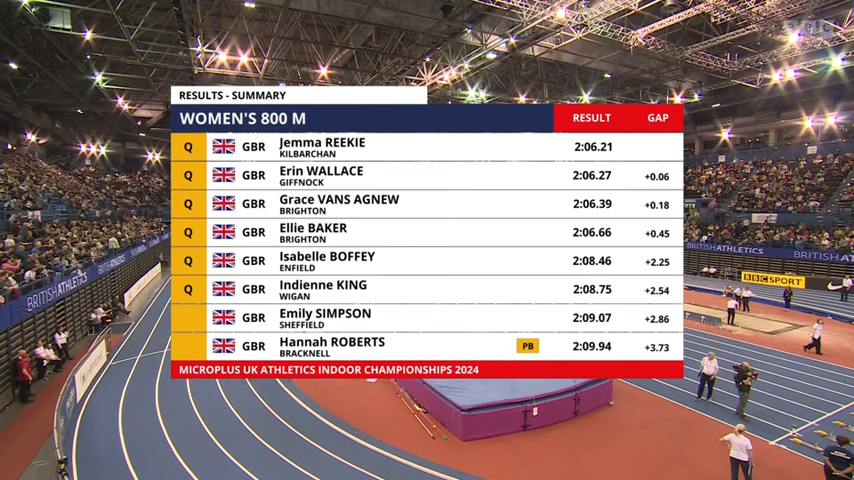 RESULTS - SUMMARY
WOMEN'S 800 M RESULT GAP
Q GBR Jemma REEKIE 2:06.21
KILBARCHAN
Q GBR Erin WALLACE 2:06.27 +0.06
GIFFNOCK
Q GBR Grace VANS AGNEW 2:06.39 +0.18
BRIGHTON
Q GBR Ellie BAKER 2:06.66 +0.45
BRIGHTON
Q GBR Isabelle BOFFEY 2:08.46 +2.25
ENFIELD
Q GBR Indienne KING 2:08.75 +2.54
WIGAN
GBR Emily SIMPSON 2:09.07 +2.86
SHEFFIELD
GBR Hannah ROBERTS PB 2:09.94 +3.73
BRACKNELL
MICROPLUS UK ATHLETICS INDOOR CHAMPIONSHIPS 2024
BRITISH ATHLETICS
BRITISH ATHLETICS
BRITISH ATHLETICS
BBC SPORT